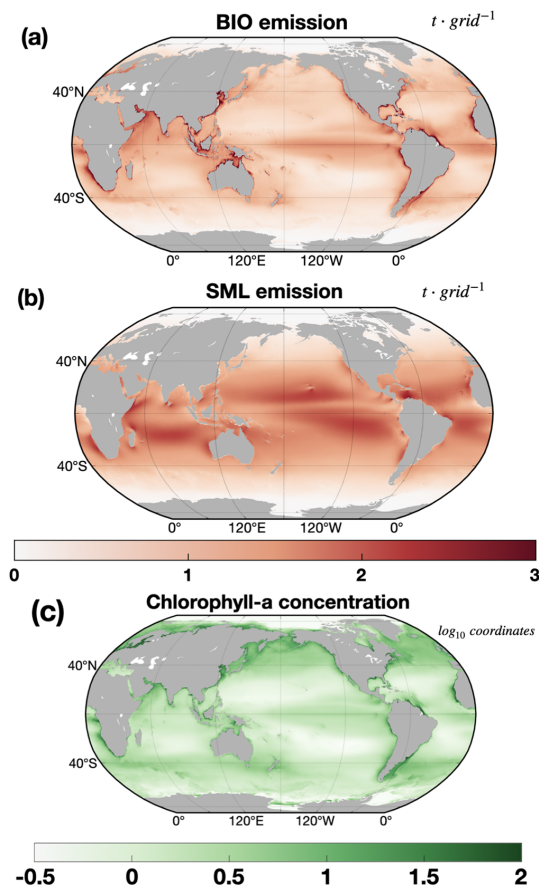 (a)
BIO emission
t · grid⁻¹
40°N
40°S
0° 120°E 120°W 0°
(b)
SML emission
t · grid⁻¹
40°N
40°S
0° 120°E 120°W 0°
0 1 2 3
(c)
Chlorophyll-a concentration
log₁₀ coordinates
40°N
40°S
0° 120°E 120°W 0°
-0.5 0 0.5 1 1.5 2